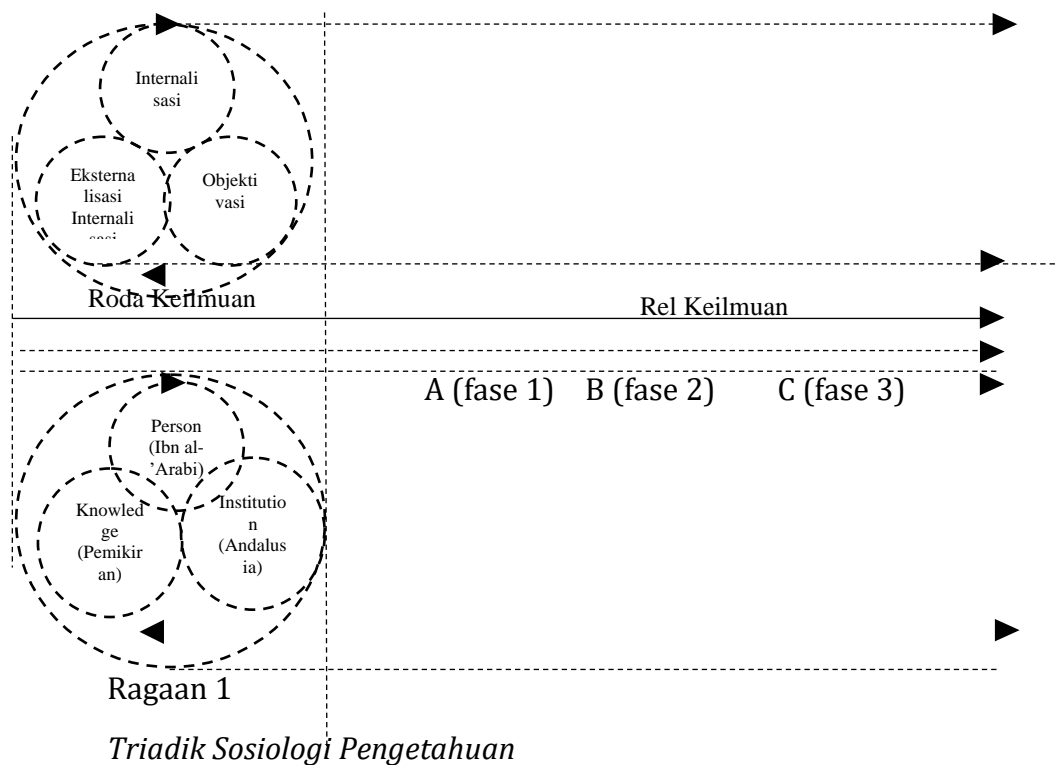 Internali
sasi
Eksterna
lisasi
Internali
sasi
Objekti
vasi
Roda Keilmuan
Rel Keilmuan
A (fase 1)
B (fase 2)
C (fase 3)
Person
(Ibn al-
’Arabi)
Knowled
ge
(Pemikir
an)
Institutio
n
(Andalus
ia)
Ragaan 1
Triadik Sosiologi Pengetahuan